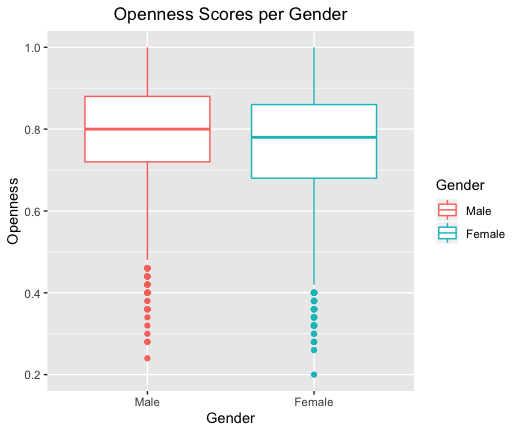 Openness Scores per Gender
Openness
1.0
0.8
0.6
0.4
0.2
Male Female
Gender
Gender
Male
Female